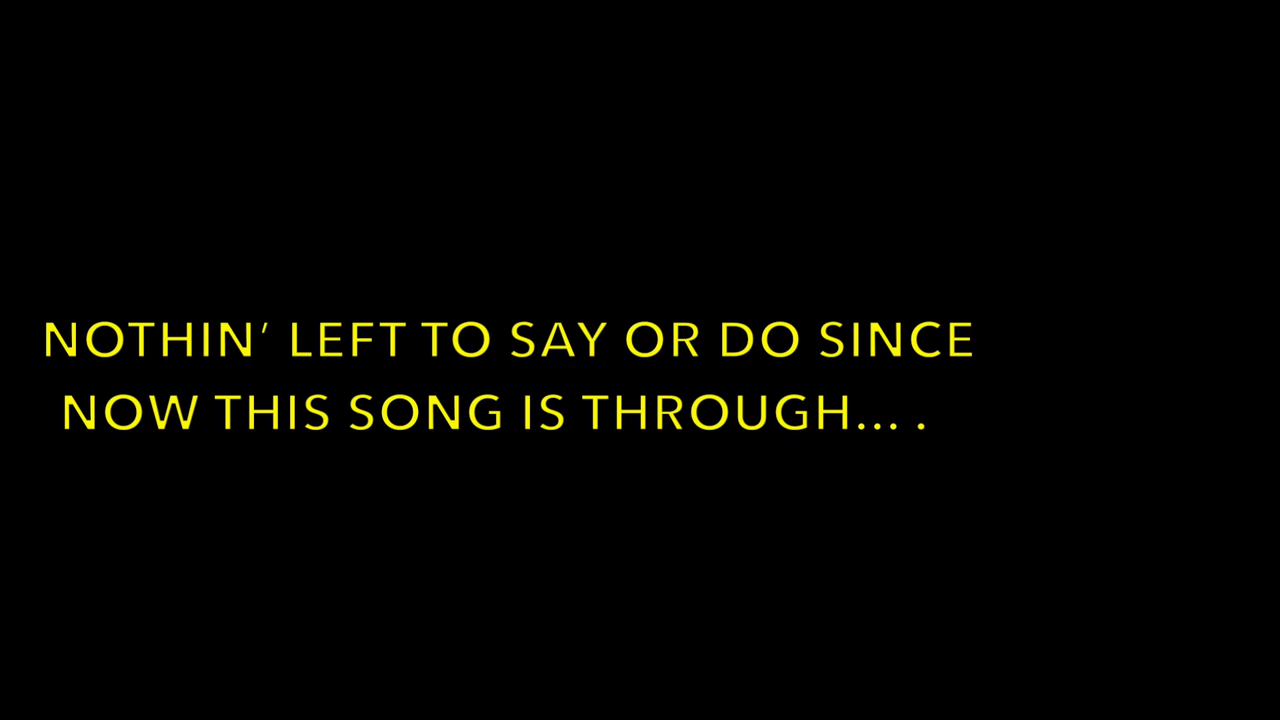 NOTHIN’ LEFT TO SAY OR DO SINCE
NOW THIS SONG IS THROUGH... .